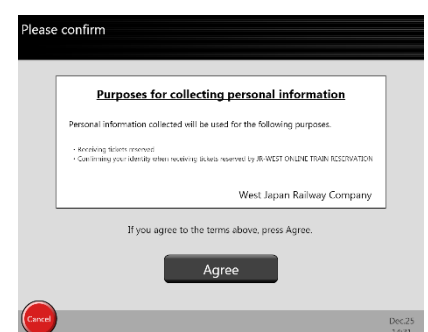 Please confirm
Purposes for collecting personal information
Personal information collected will be used for the following purposes.
・Receiving tickets reserved
・Confirming your identity when receiving tickets reserved by JR-WEST ONLINE TRAIN RESERVATION
West Japan Railway Company
If you agree to the terms above, press Agree.
Agree
Cancel
Dec.25